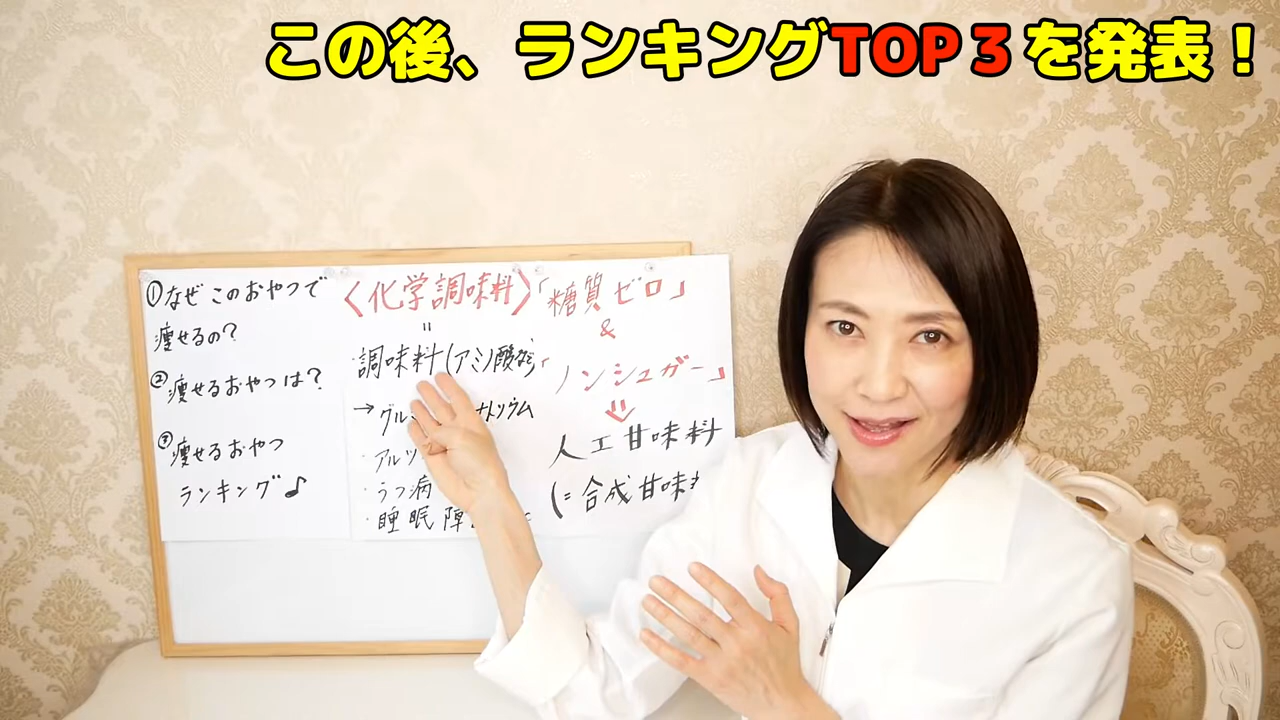 この後、ランキングTOP3を発表！
①なぜこのおやつで
痩せるの?
②痩せるおやつは?
③痩せるおやつ
ランキング♪
〈化学調味料〉
=
・調味料(アミノ酸など)
→グル ナトリウム
・アルツ
・うつ病
・睡眠障
「糖質ゼロ」
&
「ノンシュガー」
⇓
人工甘味料
(=合成甘味